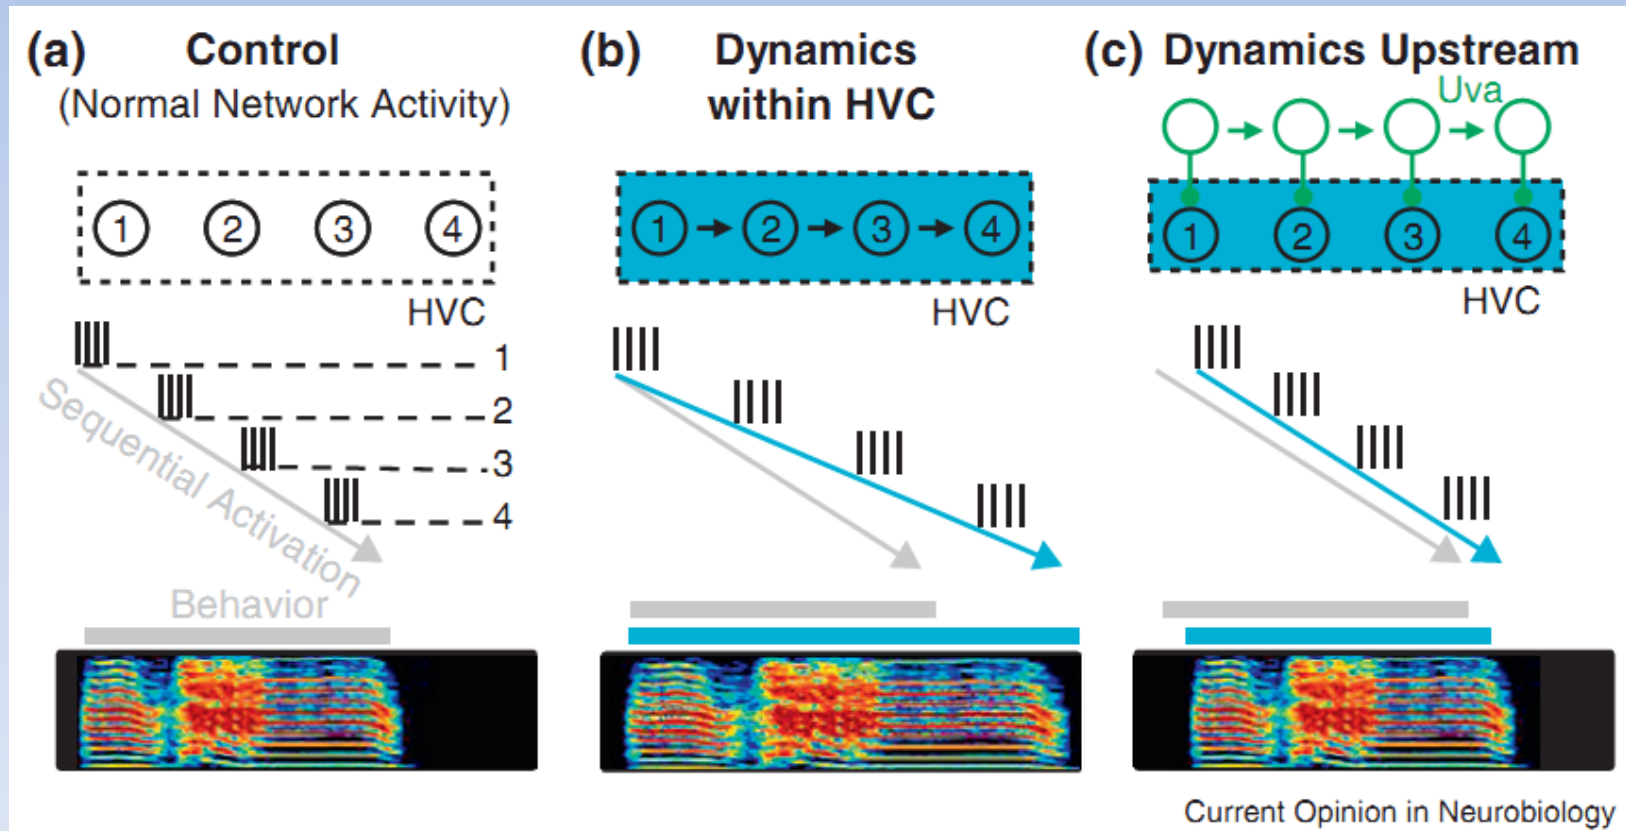 (a) Control
(Normal Network Activity)
1 2 3 4
HVC
1
2
3
4
Sequential Activation
Behavior
(b) Dynamics
within HVC
1 2 3 4
HVC
(c) Dynamics Upstream
Uva
1 2 3 4
HVC
Current Opinion in Neurobiology